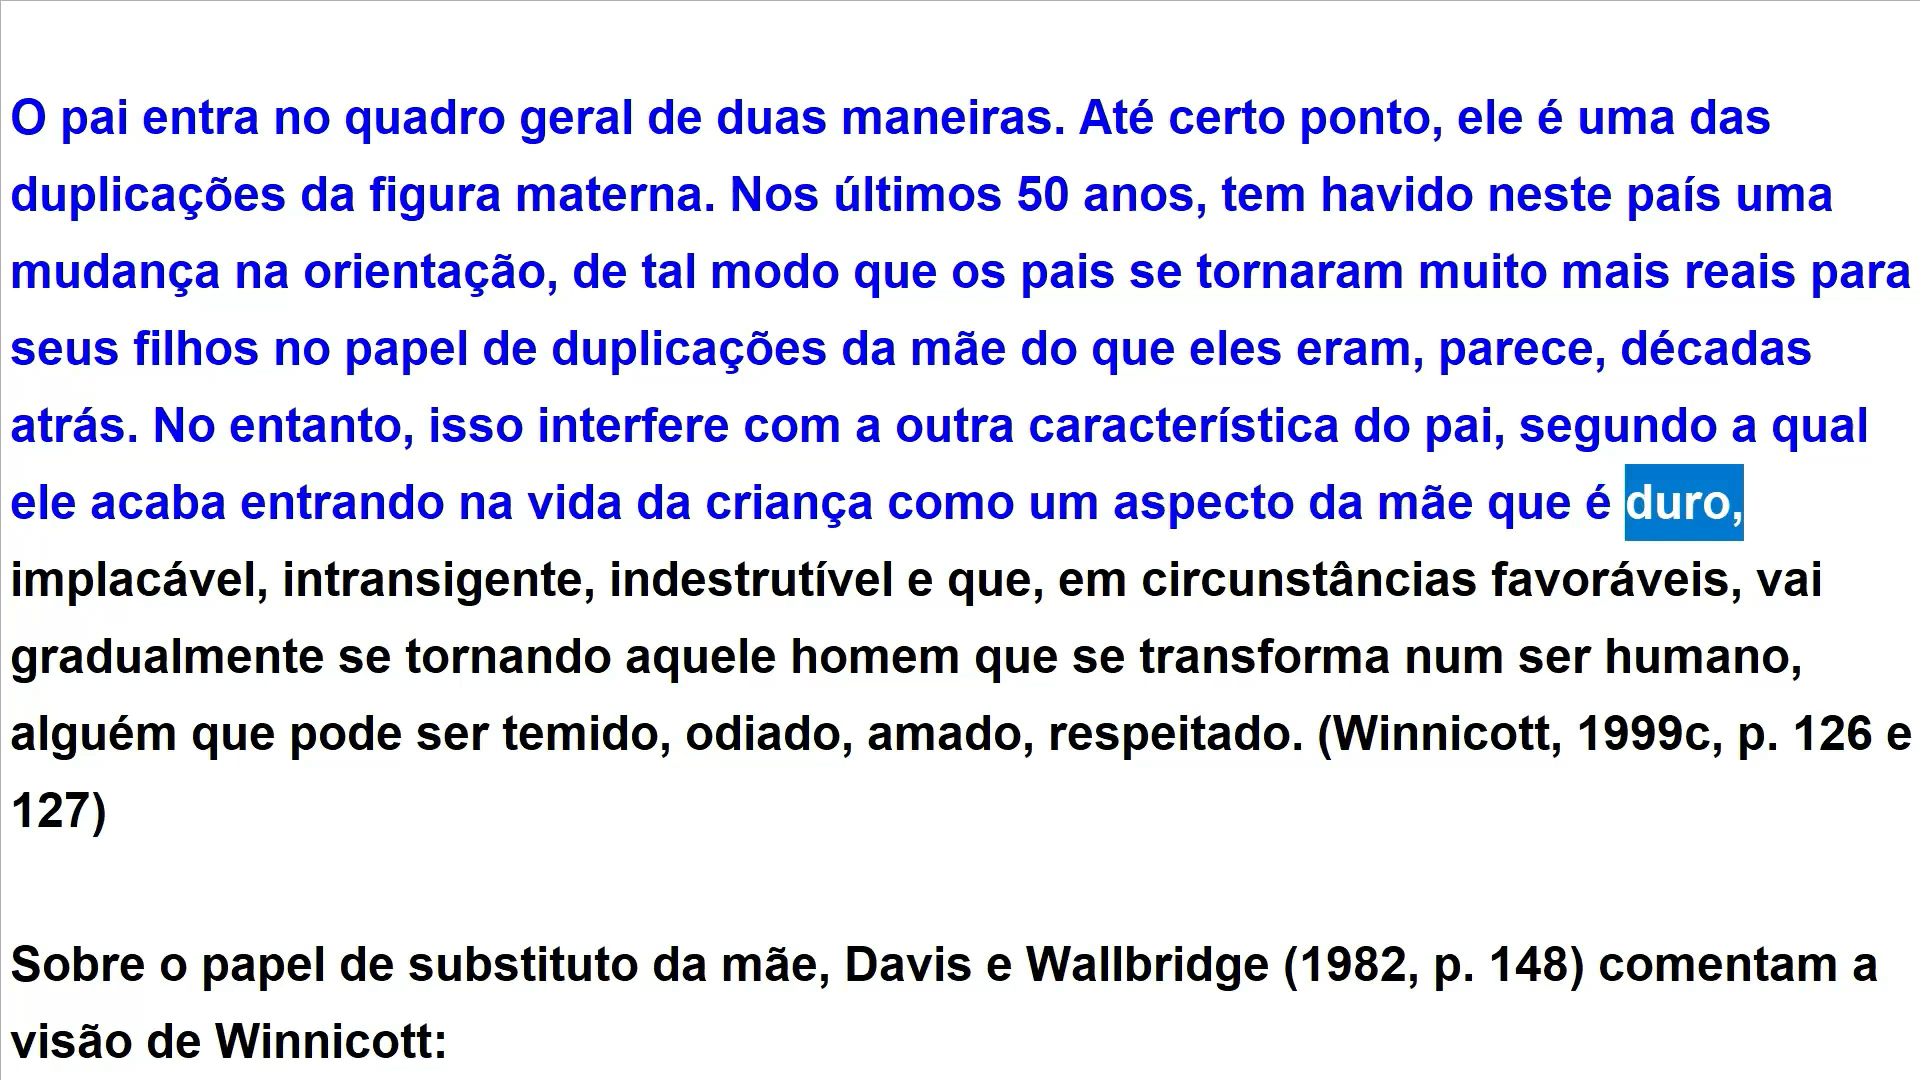 O pai entra no quadro geral de duas maneiras. Até certo ponto, ele é uma das
duplicações da figura materna. Nos últimos 50 anos, tem havido neste país uma
mudança na orientação, de tal modo que os pais se tornaram muito mais reais para
seus filhos no papel de duplicações da mãe do que eles eram, parece, décadas
atrás. No entanto, isso interfere com a outra característica do pai, segundo a qual
ele acaba entrando na vida da criança como um aspecto da mãe que é duro,
implacável, intransigente, indestrutível e que, em circunstâncias favoráveis, vai
gradualmente se tornando aquele homem que se transforma num ser humano,
alguém que pode ser temido, odiado, amado, respeitado. (Winnicott, 1999c, p. 126 e
127)
Sobre o papel de substituto da mãe, Davis e Wallbridge (1982, p. 148) comentam a
visão de Winnicott: